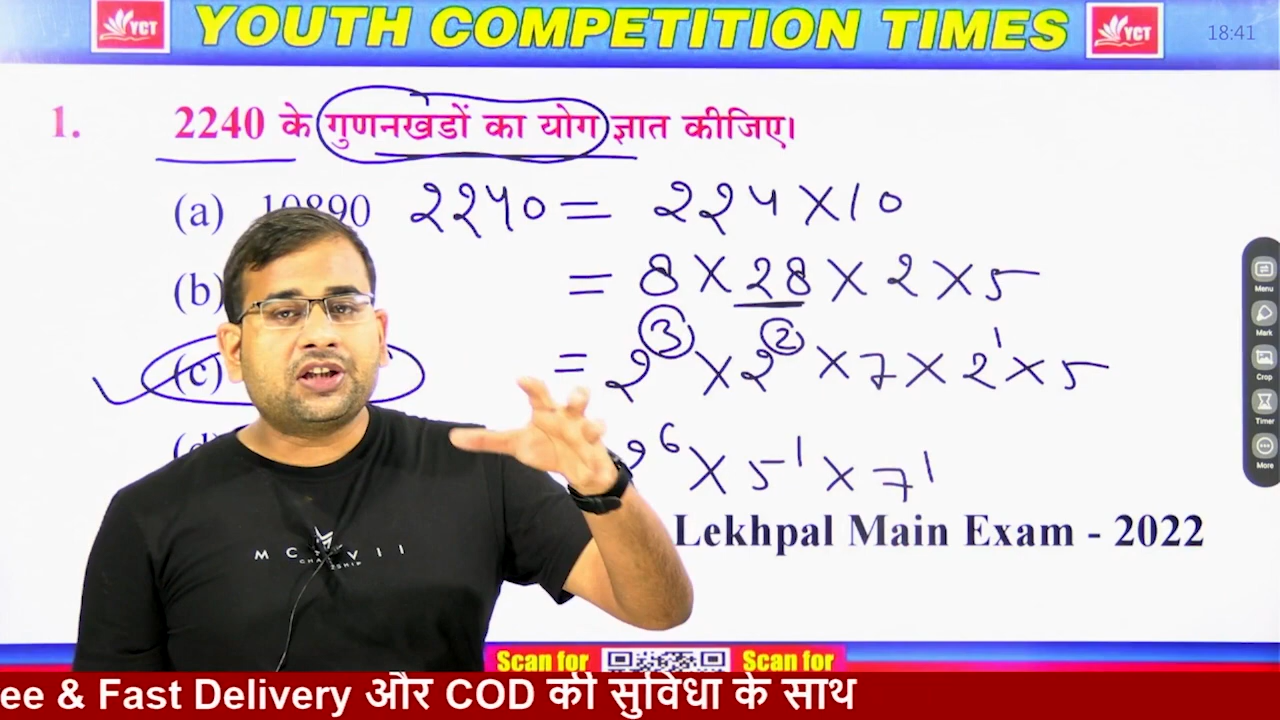 YCT YOUTH COMPETITION TIMES YCT 18:41
1. 2240 के गुणनखंडों का योग ज्ञात कीजिए।
(a) 10890 2240 = 224 × 10
(b) = 8 × 28 × 2 × 5
(c) = 2³ × 2² × 7 × 2¹ × 5
2⁶ × 5¹ × 7¹
Lekhpal Main Exam - 2022
Menu
Mark
Crop
Timer
More
Scan for Scan for
ee & Fast Delivery और COD की सुविधा के साथ